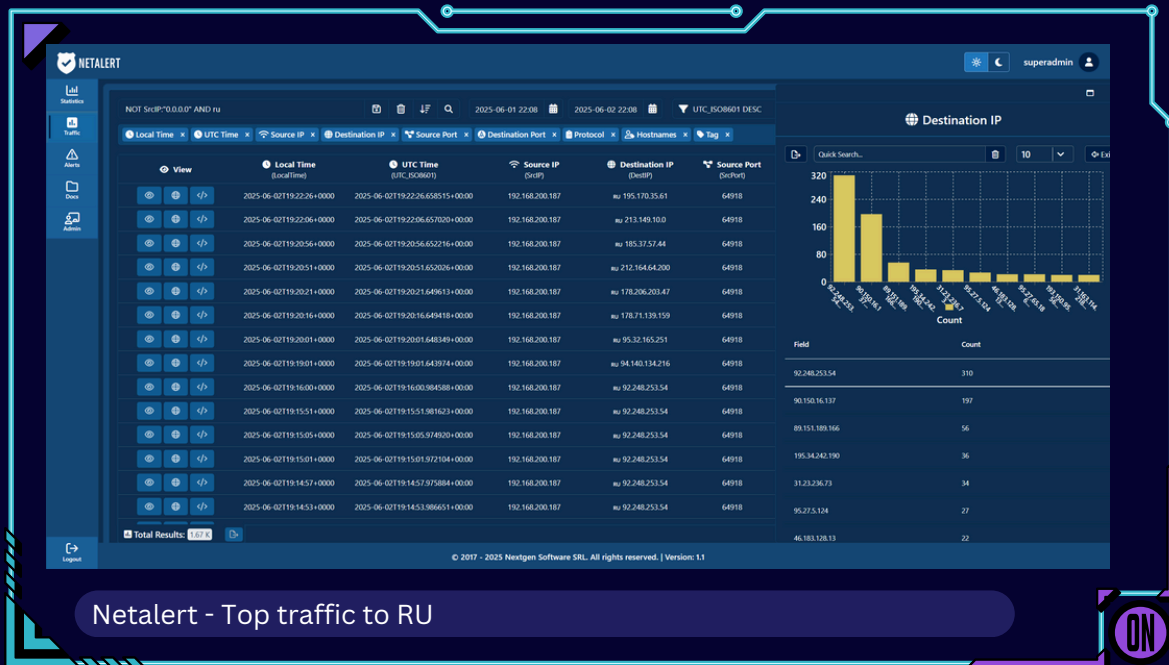 NETALERT
superadmin
Statistics
Traffic
Alerts
Docs
Admin
Logout
NOT SrcIP:"0.0.0.0" AND ru
2025-06-01 22:08
2025-06-02 22:08
UTC_ISO8601 DESC
Local Time × UTC Time × Source IP × Destination IP × Source Port × Destination Port × Protocol × Hostnames × Tag ×
View Local Time UTC Time Source IP Destination IP Source Port
(LocalTime) (UTC_ISO8601) (SrcIP) (DestIP) (SrcPort)
2025-06-02T19:22:26+0000 2025-06-02T19:22:26.658515+00:00 192.168.200.187 RU 195.170.35.61 64918
2025-06-02T19:22:06+0000 2025-06-02T19:22:06.657020+00:00 192.168.200.187 RU 213.149.10.0 64918
2025-06-02T19:20:56+0000 2025-06-02T19:20:56.652216+00:00 192.168.200.187 RU 185.37.57.44 64918
2025-06-02T19:20:51+0000 2025-06-02T19:20:51.652026+00:00 192.168.200.187 RU 212.164.64.200 64918
2025-06-02T19:20:21+0000 2025-06-02T19:20:21.649613+00:00 192.168.200.187 RU 178.206.203.47 64918
2025-06-02T19:20:16+0000 2025-06-02T19:20:16.649418+00:00 192.168.200.187 RU 178.71.139.159 64918
2025-06-02T19:20:01+0000 2025-06-02T19:20:01.648349+00:00 192.168.200.187 RU 95.32.165.251 64918
2025-06-02T19:19:01+0000 2025-06-02T19:19:01.643974+00:00 192.168.200.187 RU 94.140.134.216 64918
2025-06-02T19:16:00+0000 2025-06-02T19:16:00.984588+00:00 192.168.200.187 RU 92.248.253.54 64918
2025-06-02T19:15:51+0000 2025-06-02T19:15:51.981623+00:00 192.168.200.187 RU 92.248.253.54 64918
2025-06-02T19:15:05+0000 2025-06-02T19:15:05.974920+00:00 192.168.200.187 RU 92.248.253.54 64918
2025-06-02T19:15:01+0000 2025-06-02T19:15:01.972104+00:00 192.168.200.187 RU 92.248.253.54 64918
2025-06-02T19:14:57+0000 2025-06-02T19:14:57.975884+00:00 192.168.200.187 RU 92.248.253.54 64918
2025-06-02T19:14:53+0000 2025-06-02T19:14:53.986651+00:00 192.168.200.187 RU 92.248.253.54 64918
Total Results: 1.67 K
Destination IP
Quick Search...
10
320
240
160
80
0
Count
Field Count
92.248.253.54 310
90.150.16.137 197
89.151.189.166 56
195.34.242.190 36
31.23.236.73 34
95.27.5.124 27
46.183.128.13 22
© 2017 - 2025 Nextgen Software SRL. All rights reserved. | Version: 1.1
Netalert - Top traffic to RU
ON